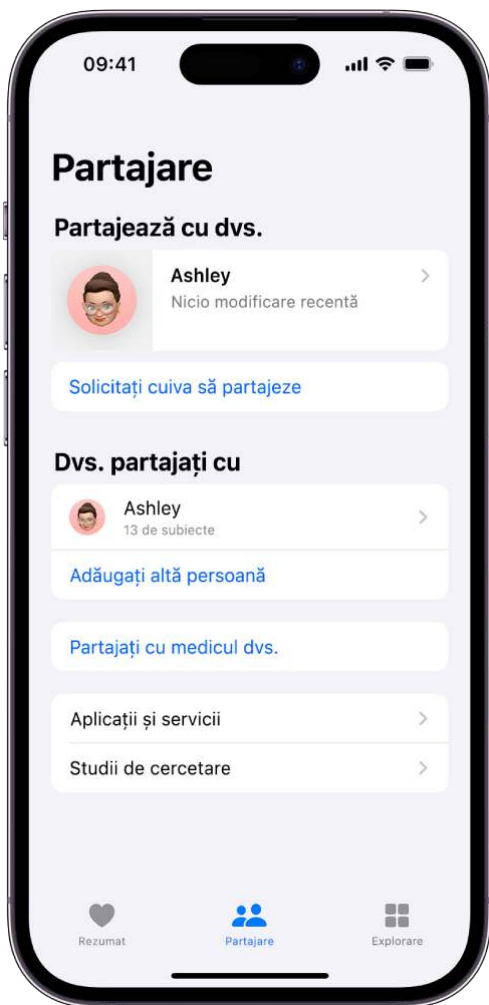 09:41
Partajare
Partajează cu dvs.
Ashley
Nicio modificare recentă
Solicitați cuiva să partajeze
Dvs. partajați cu
Ashley
13 de subiecte
Adăugați altă persoană
Partajați cu medicul dvs.
Aplicații și servicii
Studii de cercetare
Rezumat
Partajare
Explorare